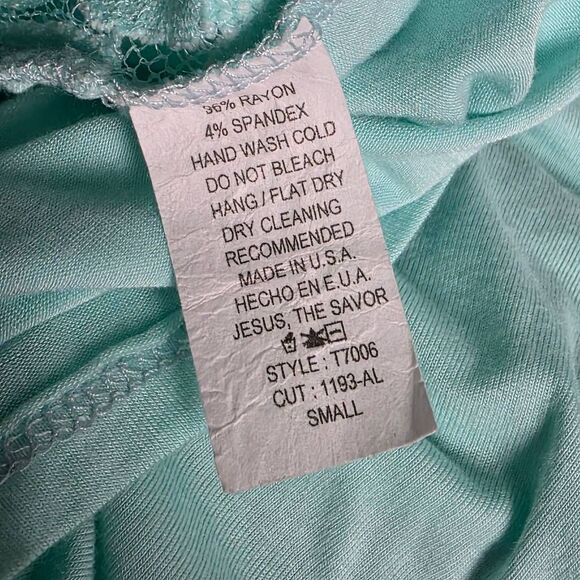 96% RAYON
4% SPANDEX
HAND WASH COLD
DO NOT BLEACH
HANG / FLAT DRY
DRY CLEANING
RECOMMENDED
MADE IN U.S.A.
HECHO EN E.U.A.
JESUS, THE SAVOR
STYLE : T7006
CUT : 1193-AL
SMALL